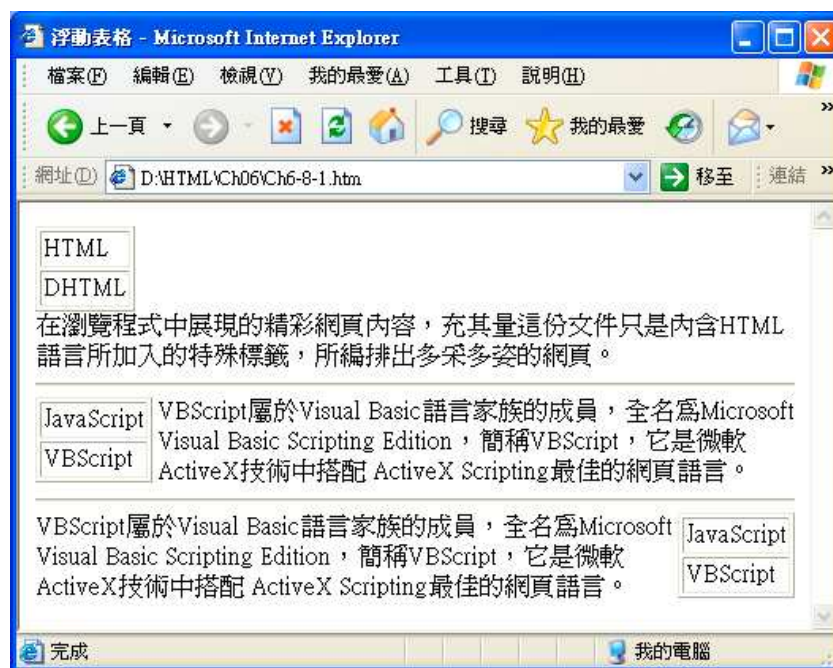 浮動表格 - Microsoft Internet Explorer
檔案(F) 編輯(E) 檢視(V) 我的最愛(A) 工具(T) 說明(H)
上一頁 搜尋 我的最愛 »
網址(D) D:\HTML\Ch06\Ch6-8-1.htm 移至 連結 »
HTML
DHTML
在瀏覽程式中展現的精彩網頁內容，充其量這份文件只是內含HTML
語言所加入的特殊標籤，所編排出多采多姿的網頁。
JavaScript
VBScript
VBScript屬於Visual Basic語言家族的成員，全名為Microsoft
Visual Basic Scripting Edition，簡稱VBScript，它是微軟
ActiveX技術中搭配 ActiveX Scripting最佳的網頁語言。
VBScript屬於Visual Basic語言家族的成員，全名為Microsoft
Visual Basic Scripting Edition，簡稱VBScript，它是微軟
ActiveX技術中搭配 ActiveX Scripting最佳的網頁語言。
JavaScript
VBScript
完成 我的電腦